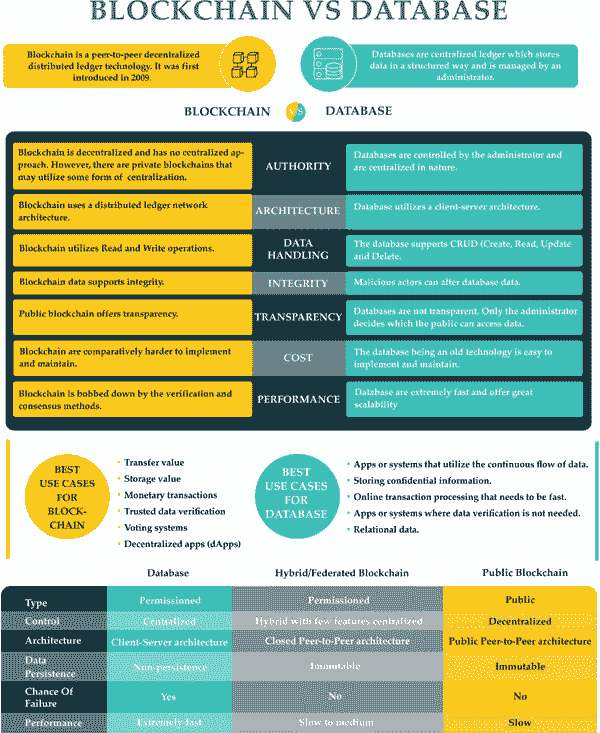 BLOCKCHAIN VS DATABASE
Blockchain is a peer-to-peer decentralized
distributed ledger technology. It was first
introduced in 2009.
Databases are centralized ledger which stores
data in a structured way and is managed by an
administrator.
BLOCKCHAIN
VS
DATABASE
Blockchain is decentralized and has no centralized ap-
proach. However, there are private blockchains that
may utilize some form of centralization.
AUTHORITY
Databases are controlled by the administrator and
are centralized in nature.
Blockchain uses a distributed ledger network
architecture.
ARCHITECTURE
Database utilizes a client-server architecture.
Blockchain utilizes Read and Write operations.
DATA
HANDLING
The database supports CRUD (Create, Read, Update
and Delete.
Blockchain data supports integrity.
INTEGRITY
Malicious actors can alter database data.
Public blockchain offers transparency.
TRANSPARENCY
Databases are not transparent. Only the administrator
decides which the public can access data.
Blockchain are comparatively harder to implement
and maintain.
COST
The database being an old technology is easy to
implement and maintain.
Blockchain is bobbed down by the verification and
consensus methods.
PERFORMANCE
Database are extremely fast and offer great
scalability
BEST
USE CASES
FOR
BLOCK-
CHAIN
• Transfer value
• Storage value
• Monetary transactions
• Trusted data verification
• Voting systems
• Decentralized apps (dApps)
BEST
USE CASES
FOR
DATABASE
• Apps or systems that utilize the continuous flow of data.
• Storing confidential information.
• Online transaction processing that needs to be fast.
• Apps or systems where data verification is not needed.
• Relational data.
Database Hybrid/Federated Blockchain Public Blockchain
Type Permissioned Permissioned Public
Control Centralized Hybrid with few features centralized Decentralized
Architecture Client-Server architecture Closed Peer-to-Peer architecture Public Peer-to-Peer architecture
Data
Persistence Non-persistence Immutable Immutable
Chance Of
Failure Yes No No
Performance Extremely fast Slow to medium Slow